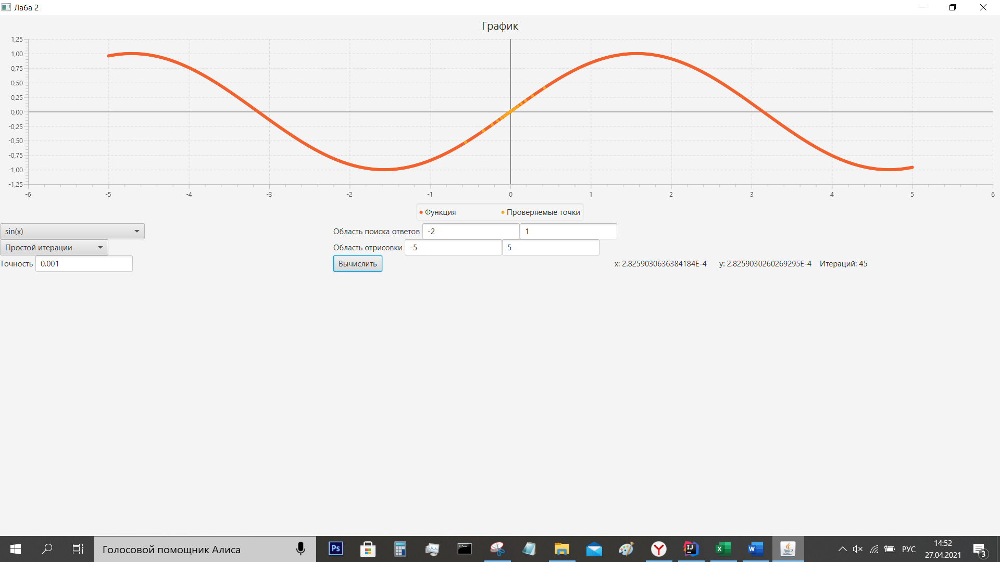 Лаба 2
График
1,25
1,00
0,75
0,50
0,25
0,00
-0,25
-0,50
-0,75
-1,00
-1,25
-6 -5 -4 -3 -2 -1 0 1 2 3 4 5 6
Функция Проверяемые точки
sin(x) Область поиска ответов -2 1
Простой итерации Область отрисовки -5 5
Точность 0.001 Вычислить x: 2.8259030636384184E-4 y: 2.8259030260269295E-4 Итераций: 45
Голосовой помощник Алиса Ps IJ X W РУС 14:52
27.04.2021 3